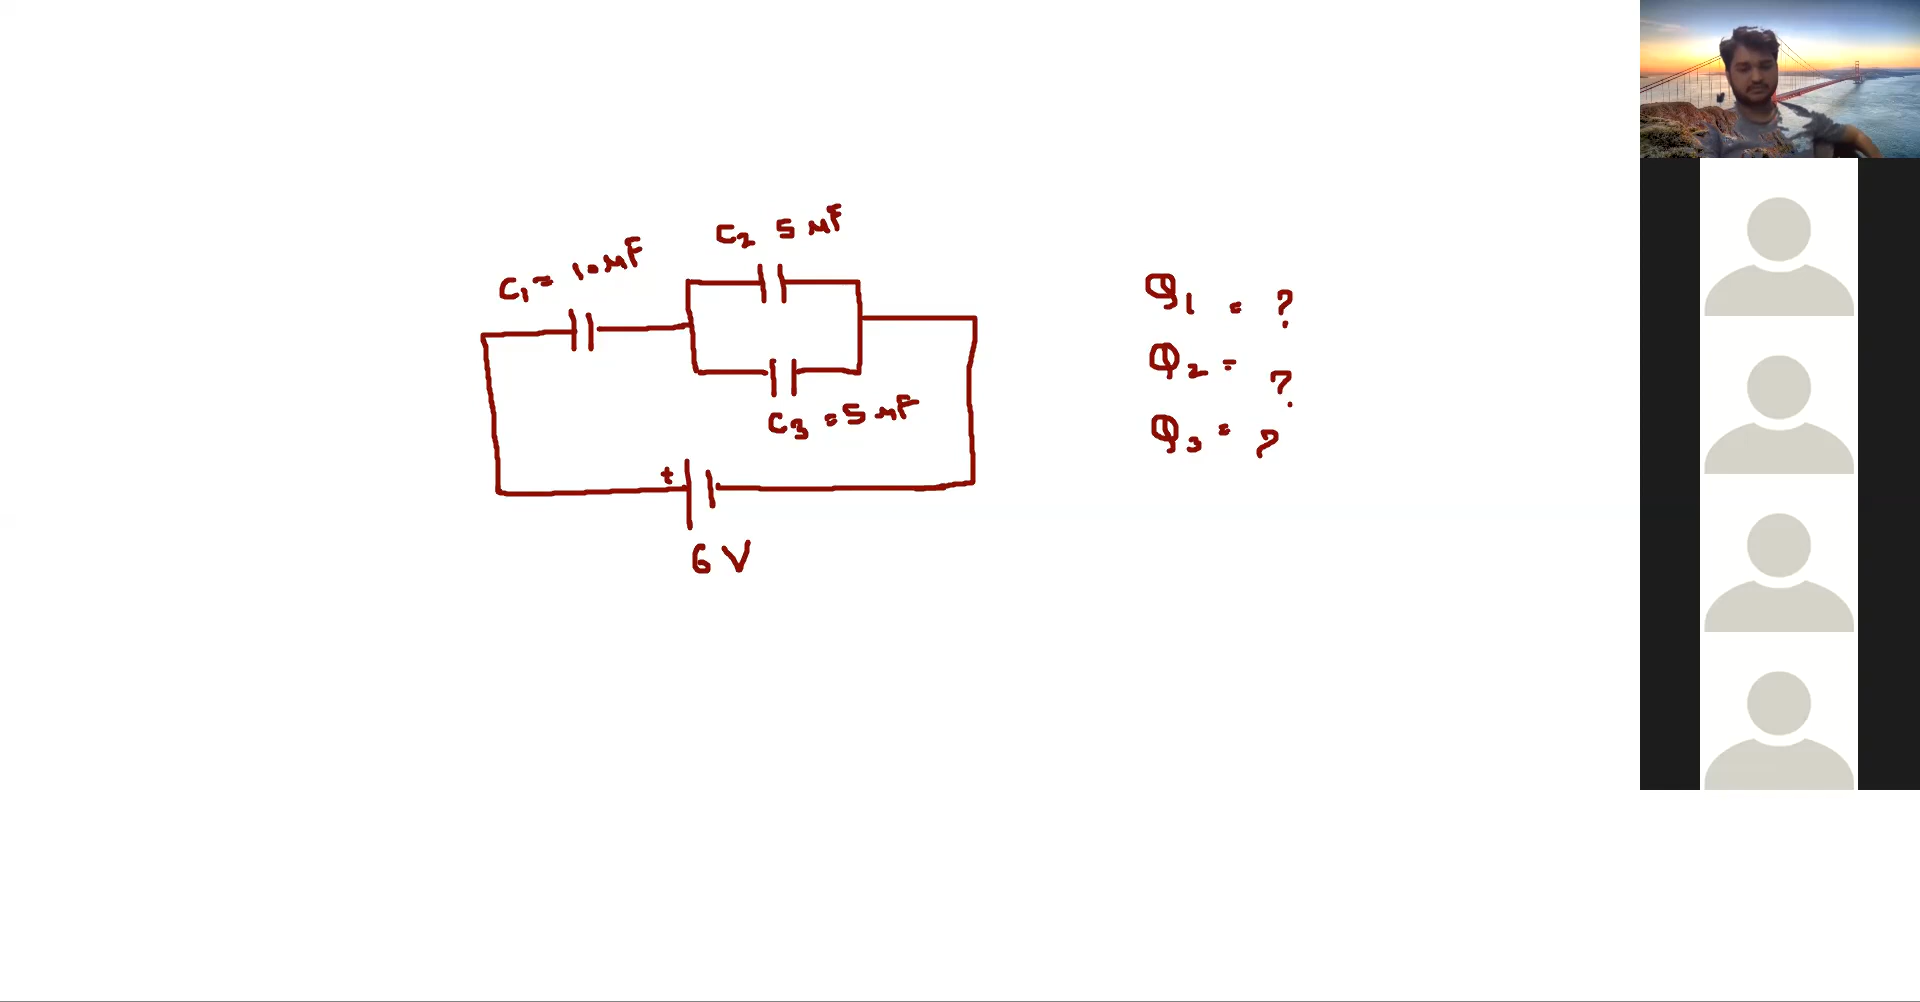 C₂ 5 μF
C₁ = 10 μF
C₃ = 5 μF
+
6 V
Q₁ = ?
Q₂ = ?
Q₃ = ?